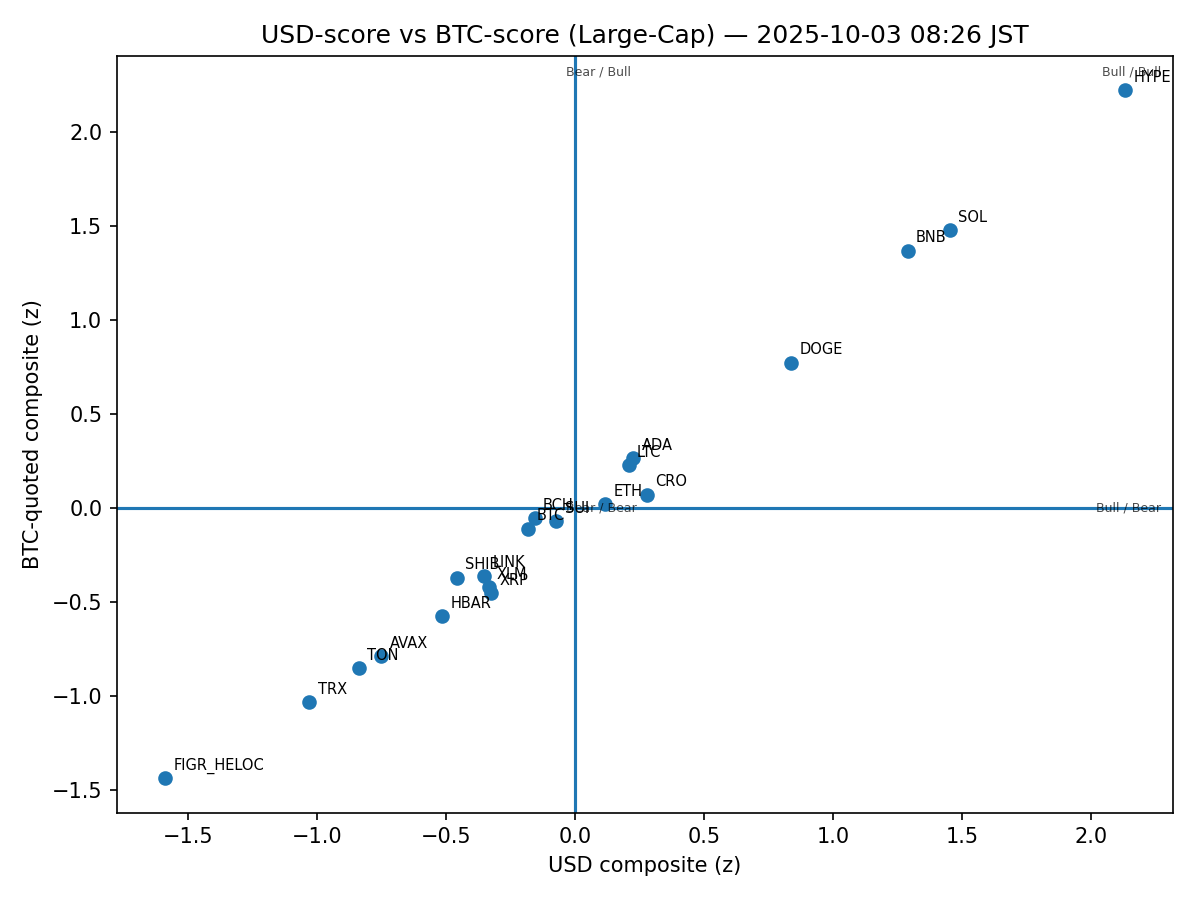 USD-score vs BTC-score (Large-Cap) — 2025-10-03 08:26 JST
Bear / Bull
Bull / Bull
HYPE
SOL
BNB
DOGE
ADA
LTC
CRO
ETH
BCH
SUI
Bear / Bear
Bull / Bear
BTC
SHIB
LINK
XLM
XRP
HBAR
AVAX
TON
TRX
FIGR_HELOC
2.0
1.5
1.0
0.5
0.0
−0.5
−1.0
−1.5
BTC-quoted composite (z)
−1.5
−1.0
−0.5
0.0
0.5
1.0
1.5
2.0
USD composite (z)